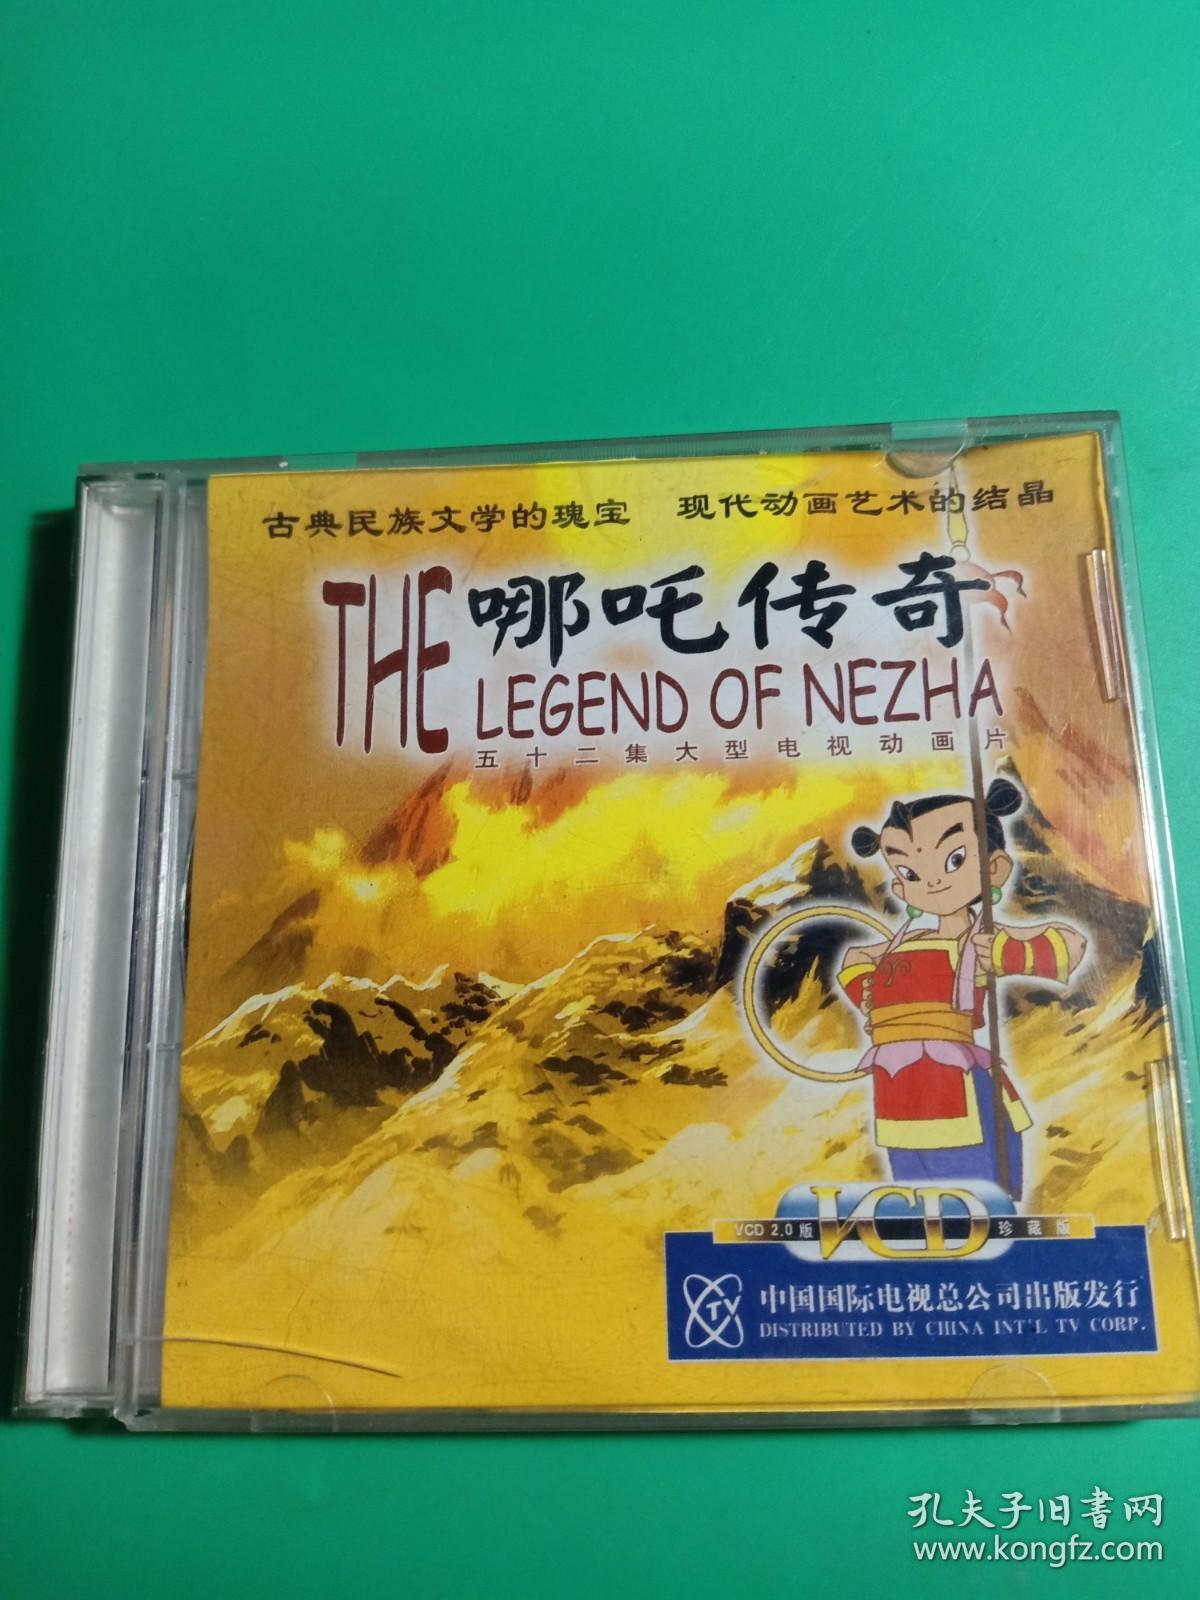 古典民族文学的瑰宝 现代动画艺术的结晶
哪吒传奇
THE LEGEND OF NEZHA
五十二集大型电视动画片
VCD 2.0版 VCD 珍藏版
TV 中国国际电视总公司出版发行
DISTRIBUTED BY CHINA INT'L TV CORP.
孔夫子旧书网
www.kongfz.com